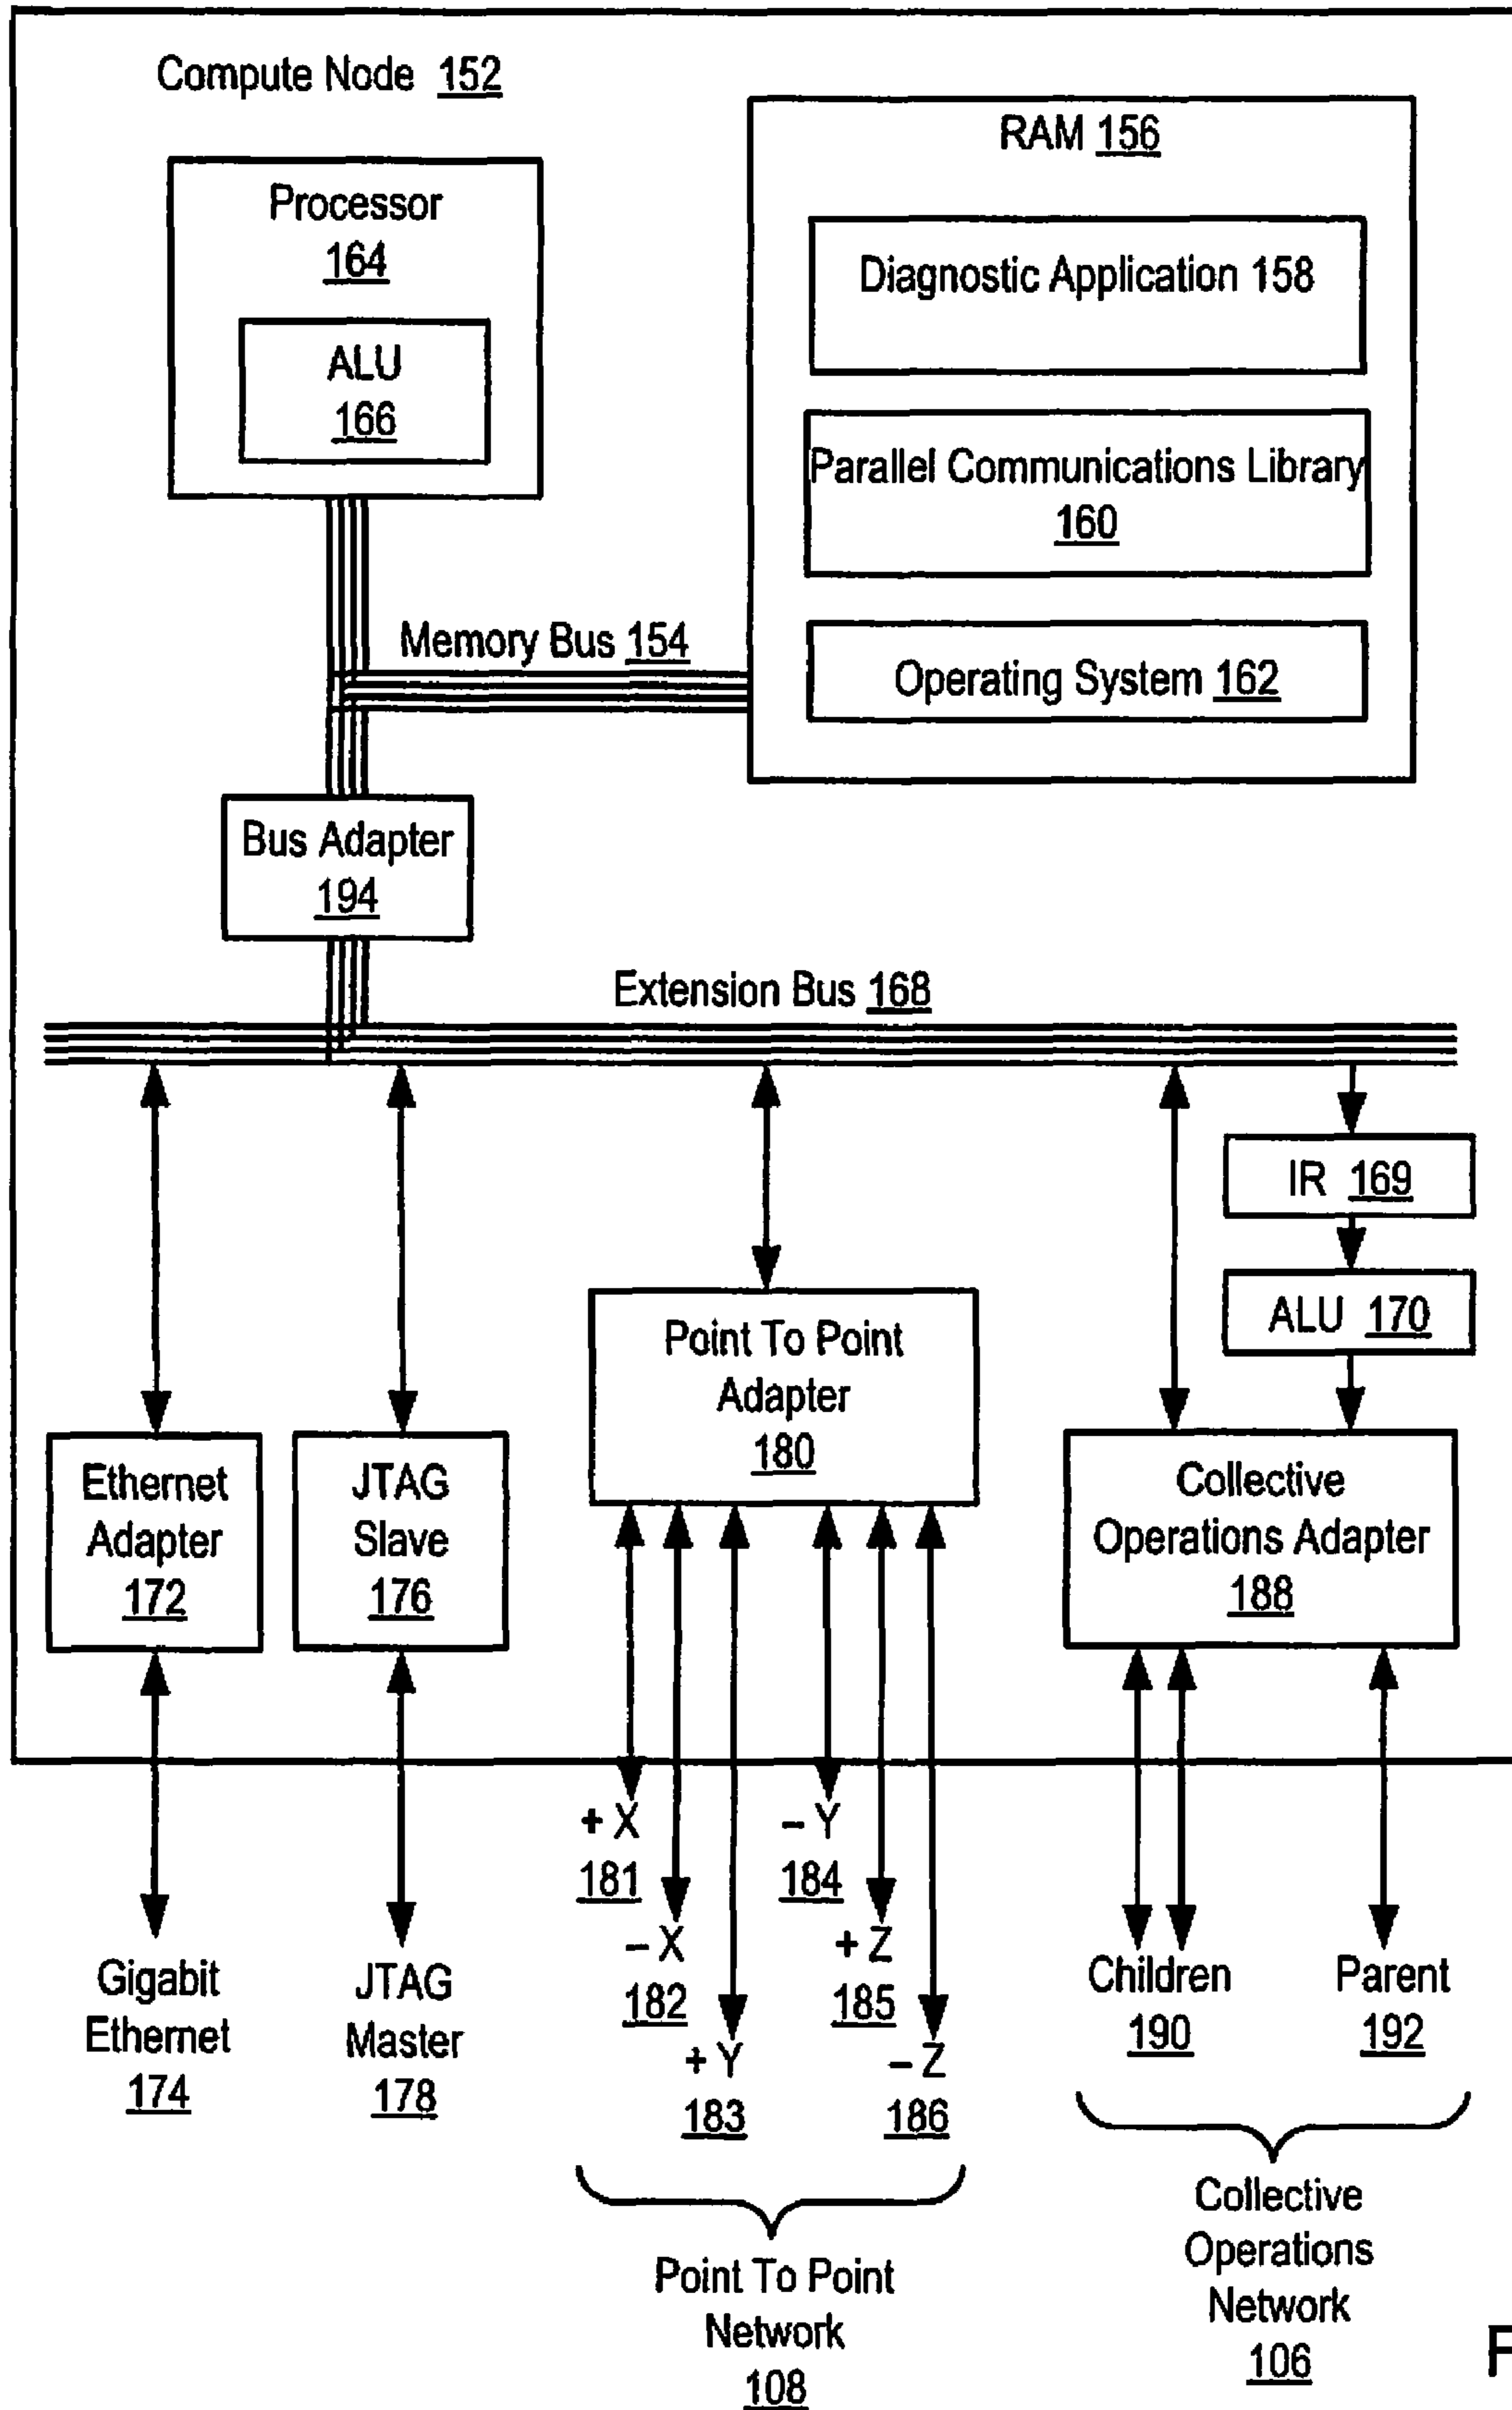 Compute Node 152
RAM 156
Processor
164
ALU
166
Diagnostic Application 158
Parallel Communications Library
160
Memory Bus 154
Operating System 162
Bus Adapter
194
Extension Bus 168
IR 169
ALU 170
Point To Point
Adapter
180
Ethernet
Adapter
172
JTAG
Slave
176
Collective
Operations Adapter
188
+ X
181
– X
182
+ Y
183
– Y
184
+ Z
185
– Z
186
Gigabit
Ethernet
174
JTAG
Master
178
Children
190
Parent
192
Point To Point
Network
108
Collective
Operations
Network
106
F